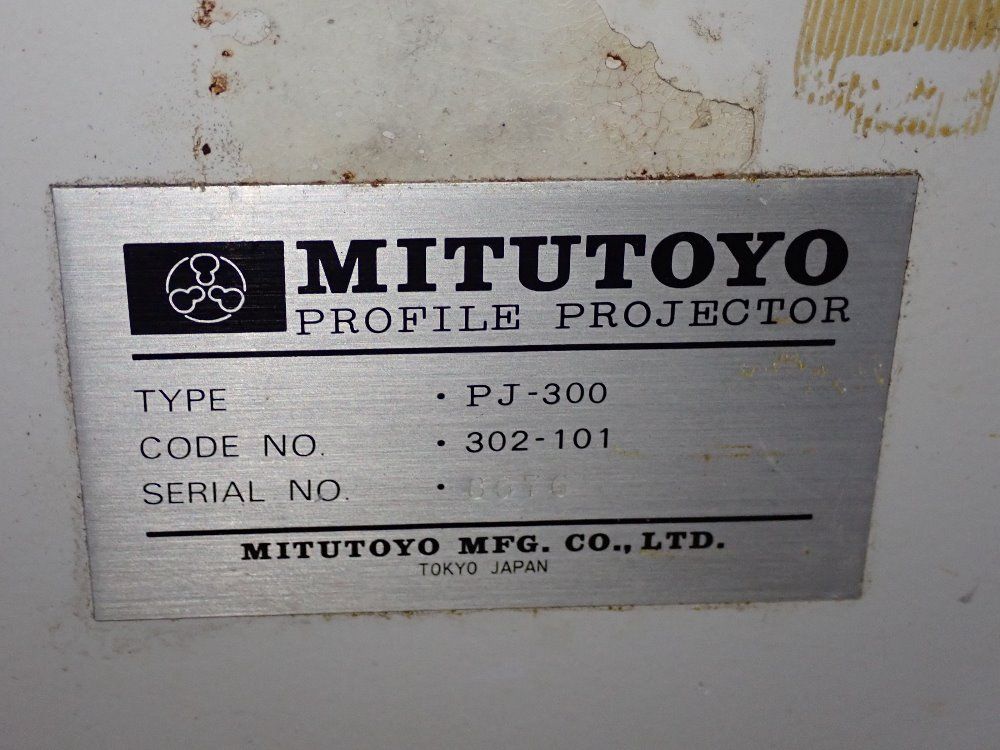 MITUTOYO
PROFILE PROJECTOR
TYPE · PJ-300
CODE NO. · 302-101
SERIAL NO. ·
MITUTOYO MFG. CO., LTD.
TOKYO JAPAN